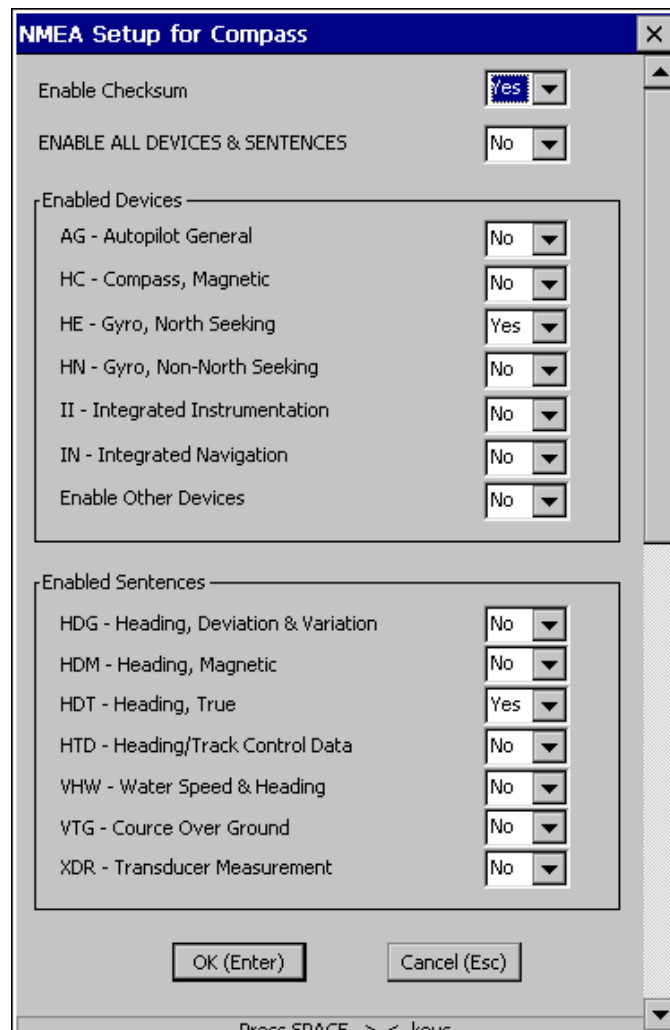 NMEA Setup for Compass
Enable Checksum Yes
ENABLE ALL DEVICES & SENTENCES No
Enabled Devices
AG - Autopilot General No
HC - Compass, Magnetic No
HE - Gyro, North Seeking Yes
HN - Gyro, Non-North Seeking No
II - Integrated Instrumentation No
IN - Integrated Navigation No
Enable Other Devices No
Enabled Sentences
HDG - Heading, Deviation & Variation No
HDM - Heading, Magnetic No
HDT - Heading, True Yes
HTD - Heading/Track Control Data No
VHW - Water Speed & Heading No
VTG - Cource Over Ground No
XDR - Transducer Measurement No
OK (Enter) Cancel (Esc)
Press SPACE, >, <, keys